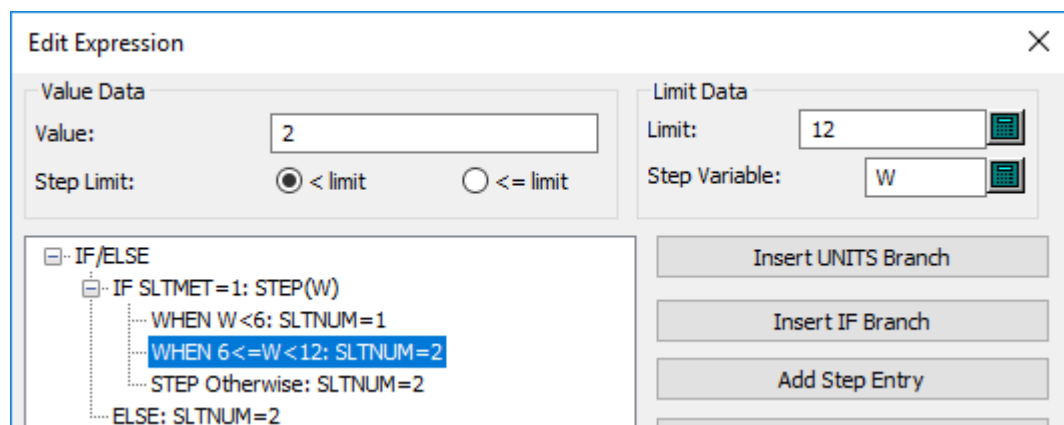 Edit Expression
Value Data
Value: 2
Step Limit: < limit <= limit
Limit Data
Limit: 12
Step Variable: W
IF/ELSE
IF SLTMET=1: STEP(W)
WHEN W<6: SLTNUM=1
WHEN 6<=W<12: SLTNUM=2
STEP Otherwise: SLTNUM=2
ELSE: SLTNUM=2
Insert UNITS Branch
Insert IF Branch
Add Step Entry